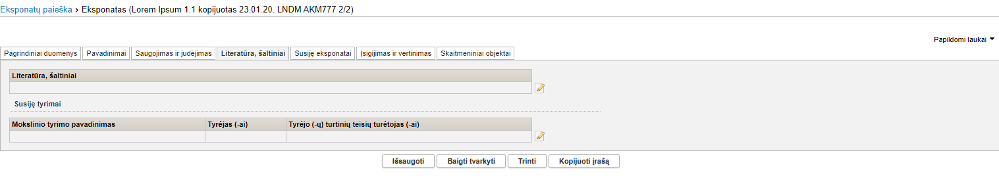 Eksponatų paieška › Eksponatas (Lorem Ipsum 1.1 kopijuotas 23.01.20. LNDM AKM777 2/2)
Papildomi laukai
Pagrindiniai duomenys Pavadinimai Saugojimas ir judėjimas Literatūra, šaltiniai Susiję eksponatai Įsigijimas ir vertinimas Skaitmeniniai objektai
Literatūra, šaltiniai
Susiję tyrimai
Mokslinio tyrimo pavadinimas Tyrėjas (-ai) Tyrėjo (-ų) turtinių teisių turėtojas (-ai)
Išsaugoti Baigti tvarkyti Trinti Kopijuoti įrašą